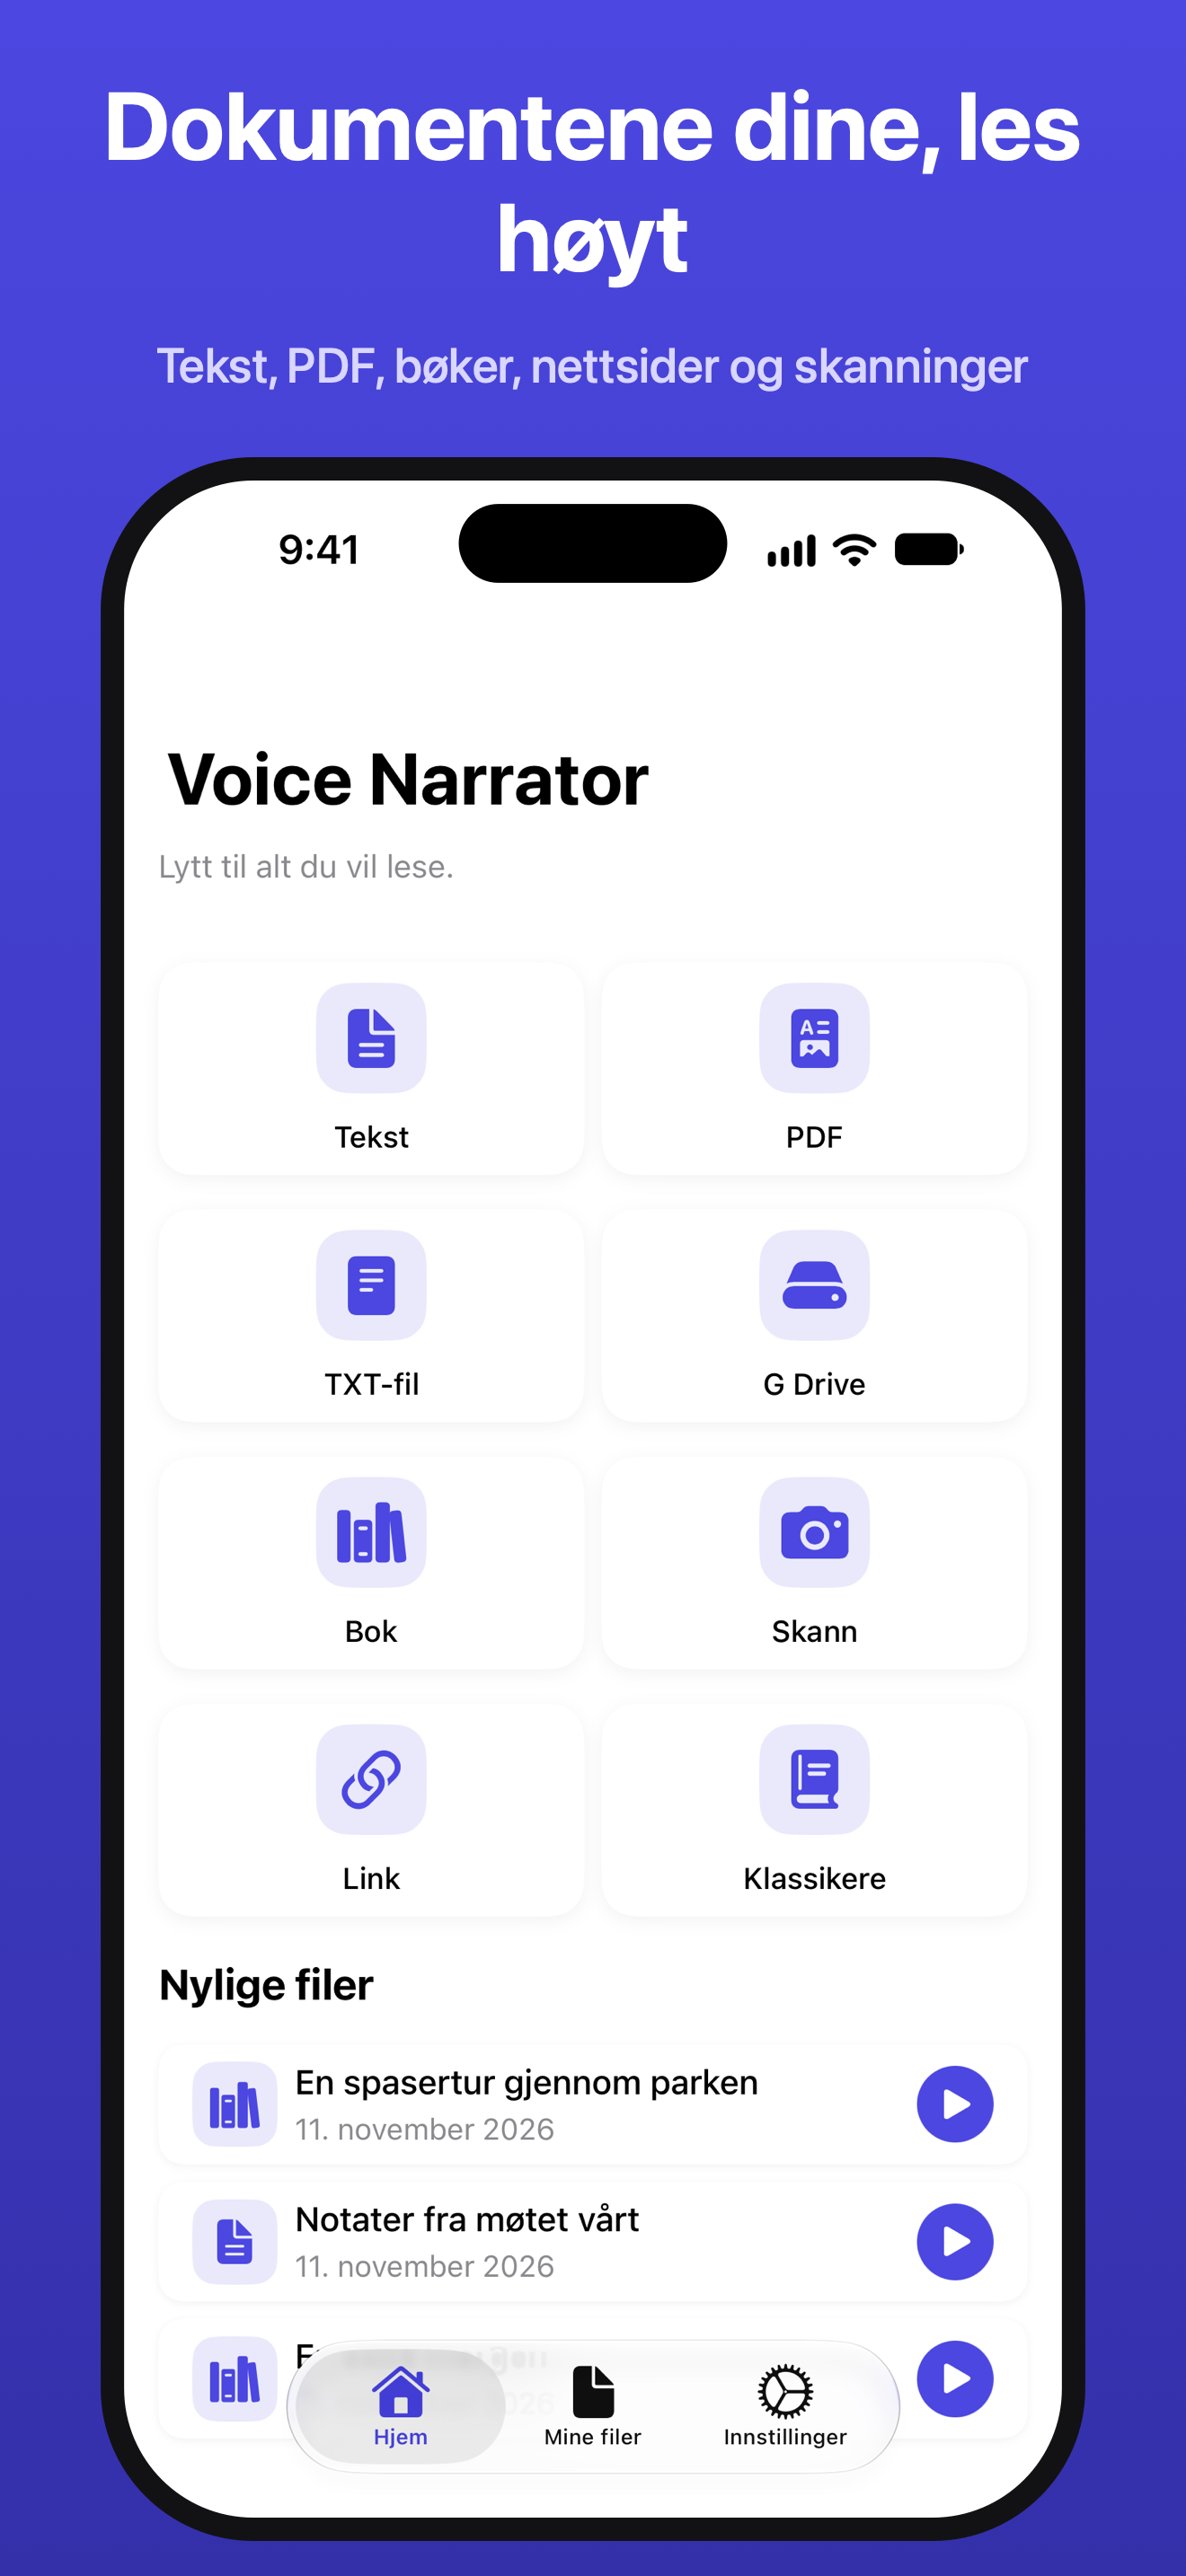 Dokumentene dine, les
høyt
Tekst, PDF, bøker, nettsider og skanninger
9:41
Voice Narrator
Lytt til alt du vil lese.
Tekst
PDF
TXT-fil
G Drive
Bok
Skann
Link
Klassikere
Nylige filer
En spasertur gjennom parken
11. november 2026
Notater fra møtet vårt
11. november 2026
Hjem
Mine filer
Innstillinger